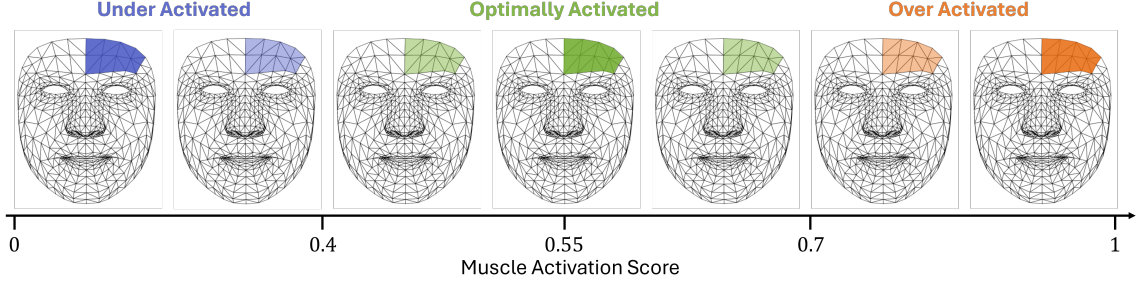 Under Activated
Optimally Activated
Over Activated
0
0.4
0.55
0.7
1
Muscle Activation Score